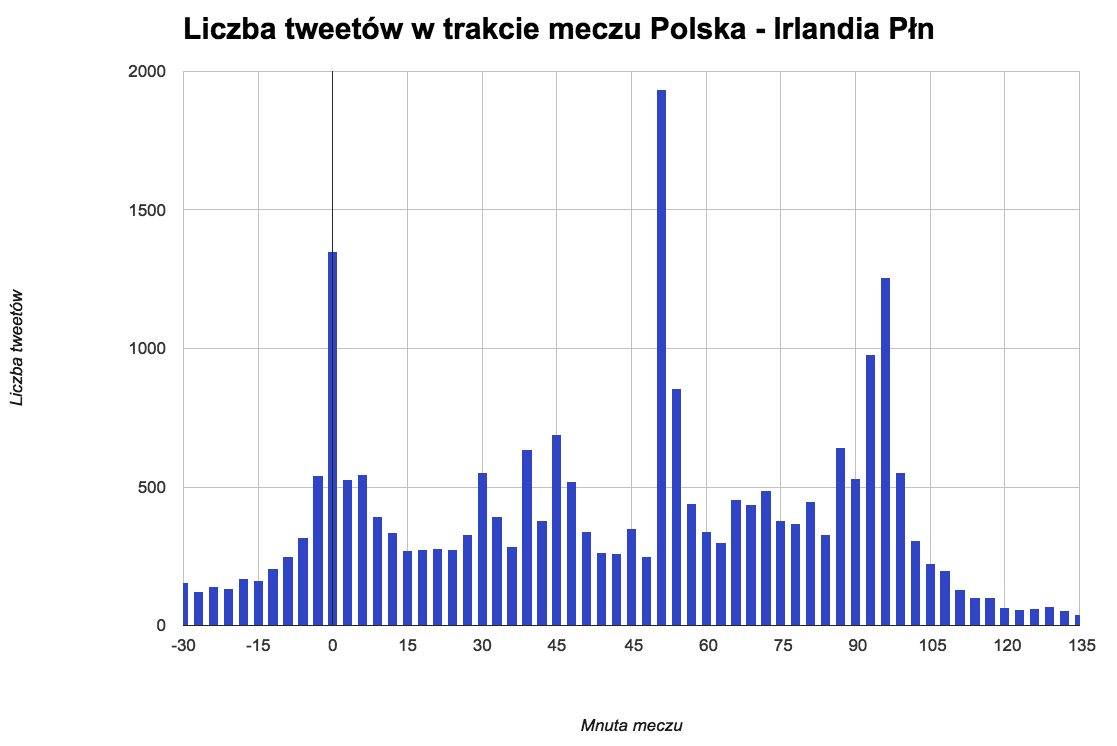 Liczba tweetów w trakcie meczu Polska - Irlandia Płn
2000
1500
1000
500
0
Liczba tweetów
-30 -15 0 15 30 45 45 60 75 90 105 120 135
Mnuta meczu